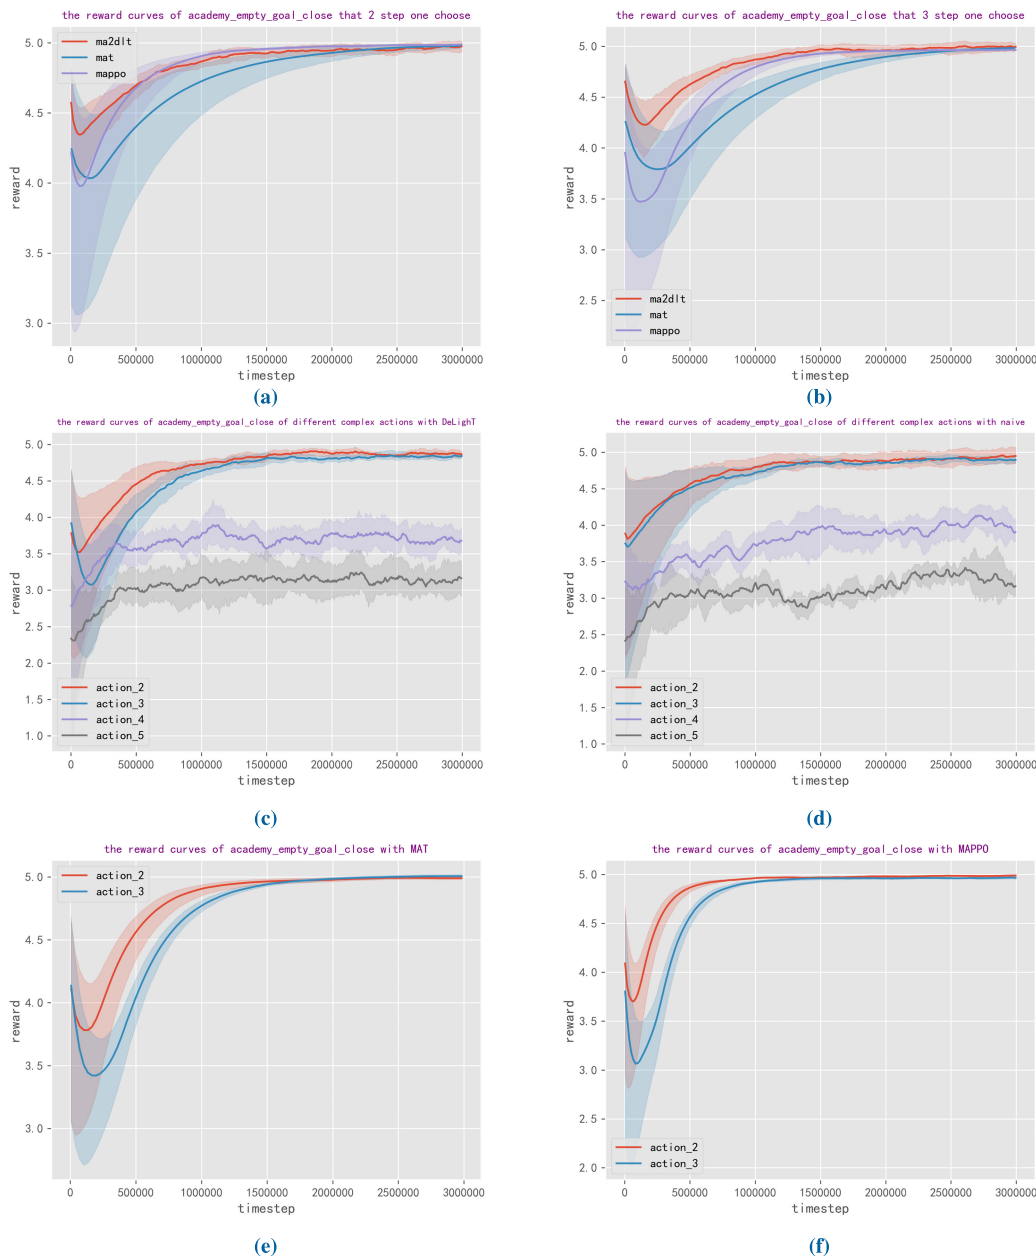 the reward curves of academy_empty_goal_close that 2 step one choose
5.0
4.5
4.0
3.5
3.0
reward
ma2dlt
mat
mappo
0
500000
1000000
1500000
2000000
2500000
3000000
timestep
(a)
the reward curves of academy_empty_goal_close that 3 step one choose
5.0
4.5
4.0
3.5
3.0
2.5
reward
ma2dlt
mat
mappo
0
500000
1000000
1500000
2000000
2500000
3000000
timestep
(b)
the reward curves of academy_empty_goal_close of different complex actions with DeLighT
5.0
4.5
4.0
3.5
3.0
2.5
2.0
1.5
1.0
reward
action_2
action_3
action_4
action_5
0
500000
1000000
1500000
2000000
2500000
3000000
timestep
(c)
the reward curves of academy_empty_goal_close of different complex actions with naive
5.0
4.5
4.0
3.5
3.0
2.5
2.0
1.5
1.0
reward
action_2
action_3
action_4
action_5
0
500000
1000000
1500000
2000000
2500000
3000000
timestep
(d)
the reward curves of academy_empty_goal_close with MAT
5.0
4.5
4.0
3.5
3.0
reward
action_2
action_3
0
500000
1000000
1500000
2000000
2500000
3000000
timestep
(e)
the reward curves of academy_empty_goal_close with MAPPO
5.0
4.5
4.0
3.5
3.0
2.5
2.0
reward
action_2
action_3
0
500000
1000000
1500000
2000000
2500000
3000000
timestep
(f)